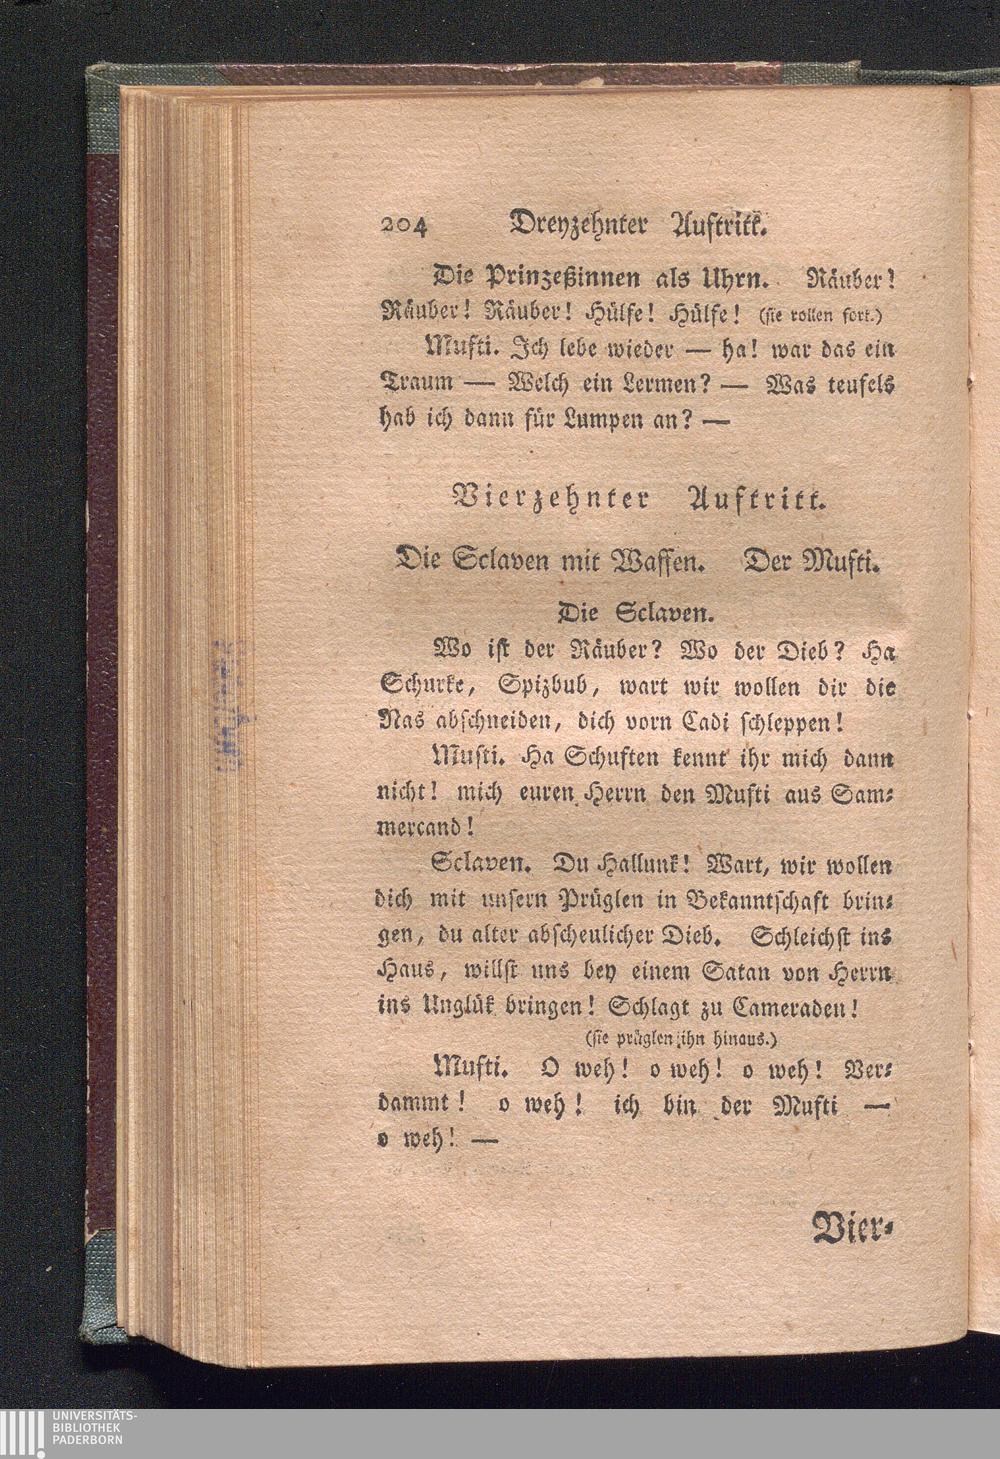 204 Dreyzehnter Auftritt.
Die Prinzeßinnen als Uhrn. Räuber!
Räuber! Räuber! Hülfe! Hülfe! (sie rollen fort.)
Mufti. Ich lebe wieder — ha! war das ein
Traum — Welch ein Lermen? — Was teufels
hab ich dann für Lumpen an? —
Vierzehnter Auftritt.
Die Sclaven mit Waffen. Der Mufti.
Die Sclaven.
Wo ist der Räuber? Wo der Dieb? Ha
Schurke, Spizbub, wart wir wollen dir die
Nas abschneiden, dich vorn Cadi schleppen!
Mufti. Ha Schuften kennt ihr mich dann
nicht! mich euren Herrn den Mufti aus Sam-
mercand!
Sclaven. Du Hallunk! Wart, wir wollen
dich mit unsern Prüglen in Bekanntschaft brin-
gen, du alter abscheulicher Dieb. Schleichst ins
Haus, willst uns bey einem Satan von Herrn
ins Unglük bringen! Schlagt zu Cameraden!
(sie prüglen ihn hinaus.)
Mufti. O weh! o weh! o weh! Ver-
dammt! o weh! ich bin der Mufti —
o weh! —
Vier-
UNIVERSITÄTS-
BIBLIOTHEK
PADERBORN